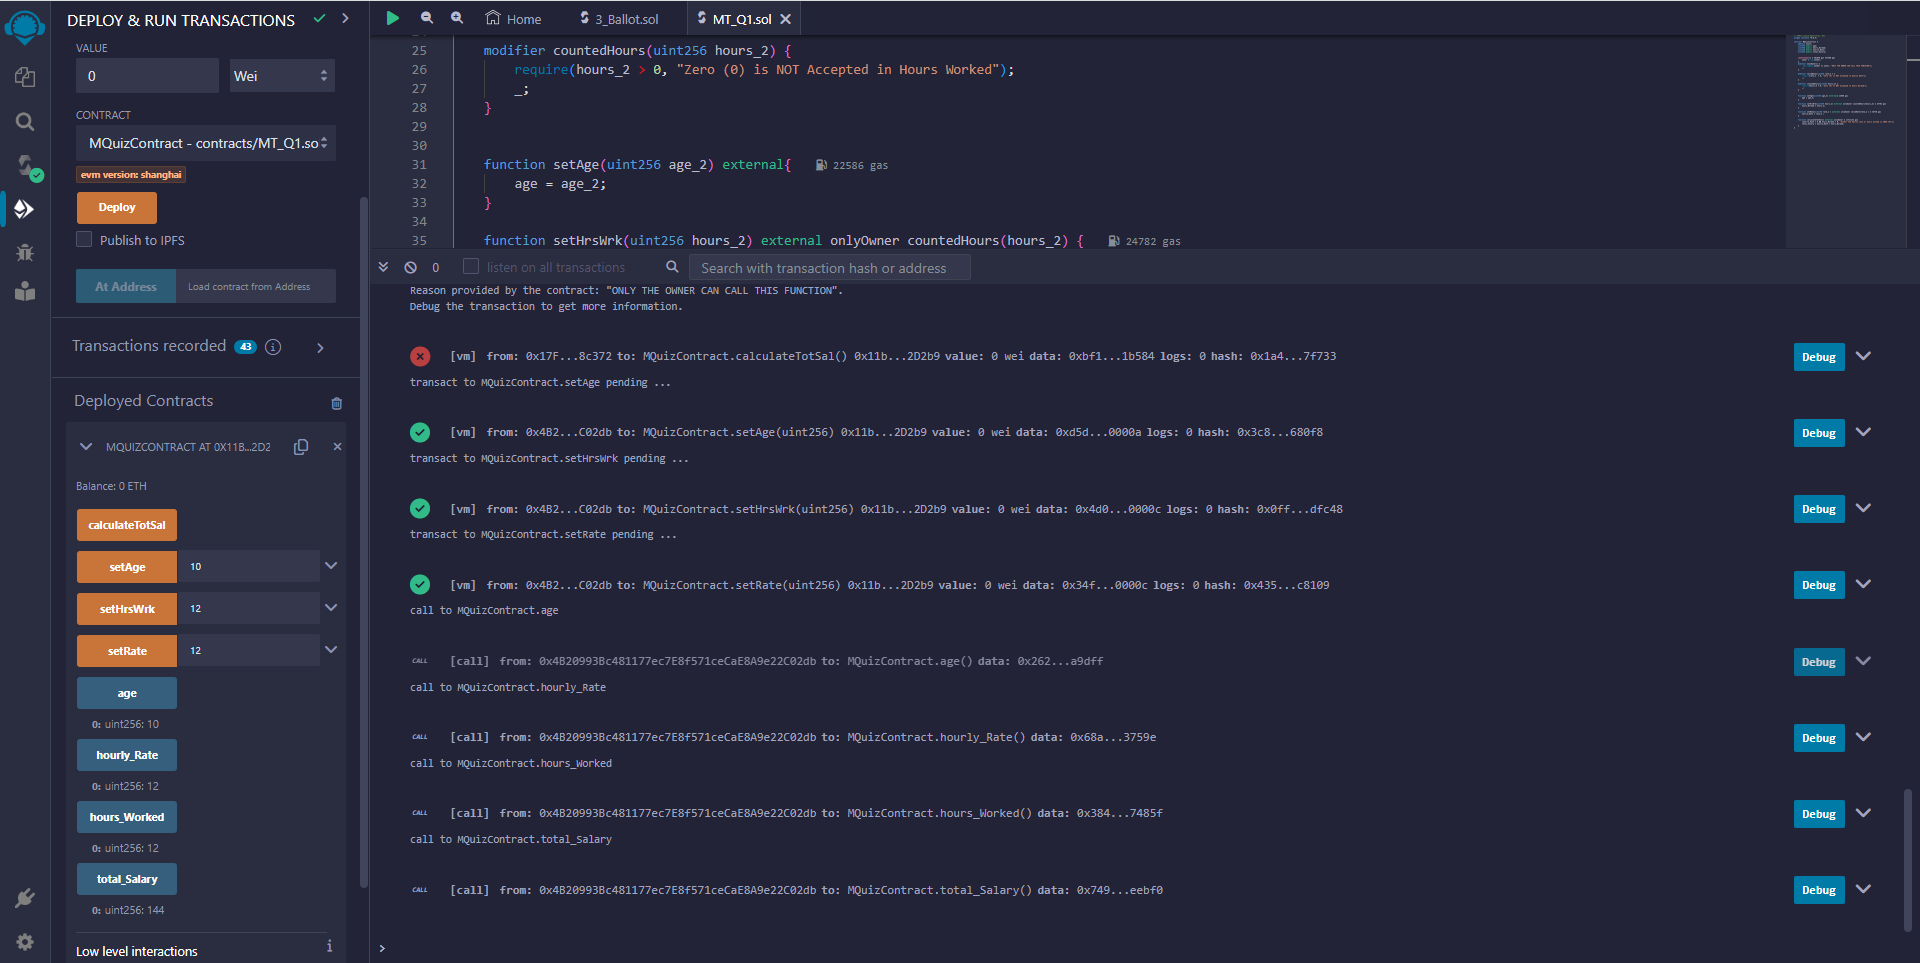 DEPLOY & RUN TRANSACTIONS
VALUE
0
Wei
CONTRACT
MQuizContract - contracts/MT_Q1.so
evm version: shanghai
Deploy
Publish to IPFS
At Address
Load contract from Address
Transactions recorded 43 i
Deployed Contracts
MQUIZCONTRACT AT 0X11B...2D2
Balance: 0 ETH
calculateTotSal
setAge 10
setHrsWrk 12
setRate 12
age
0: uint256: 10
hourly_Rate
0: uint256: 12
hours_Worked
0: uint256: 12
total_Salary
0: uint256: 144
Low level interactions i
Home
3_Ballot.sol
MT_Q1.sol
25 modifier countedHours(uint256 hours_2) {
26 require(hours_2 > 0, "Zero (0) is NOT Accepted in Hours Worked");
27 _;
28 }
29
30
31 function setAge(uint256 age_2) external{ 22586 gas
32 age = age_2;
33 }
34
35 function setHrsWrk(uint256 hours_2) external onlyOwner countedHours(hours_2) { 24782 gas
0 listen on all transactions Search with transaction hash or address
Reason provided by the contract: "ONLY THE OWNER CAN CALL THIS FUNCTION".
Debug the transaction to get more information.
[vm] from: 0x17F...8c372 to: MQuizContract.calculateTotSal() 0x11b...2D2b9 value: 0 wei data: 0xbf1...1b584 logs: 0 hash: 0x1a4...7f733 Debug
transact to MQuizContract.setAge pending ...
[vm] from: 0x4B2...C02db to: MQuizContract.setAge(uint256) 0x11b...2D2b9 value: 0 wei data: 0xd5d...0000a logs: 0 hash: 0x3c8...680f8 Debug
transact to MQuizContract.setHrsWrk pending ...
[vm] from: 0x4B2...C02db to: MQuizContract.setHrsWrk(uint256) 0x11b...2D2b9 value: 0 wei data: 0x4d0...0000c logs: 0 hash: 0x0ff...dfc48 Debug
transact to MQuizContract.setRate pending ...
[vm] from: 0x4B2...C02db to: MQuizContract.setRate(uint256) 0x11b...2D2b9 value: 0 wei data: 0x34f...0000c logs: 0 hash: 0x435...c8109 Debug
call to MQuizContract.age
CALL [call] from: 0x4B20993Bc481177ec7E8f571ceCaE8A9e22C02db to: MQuizContract.age() data: 0x262...a9dff Debug
call to MQuizContract.hourly_Rate
CALL [call] from: 0x4B20993Bc481177ec7E8f571ceCaE8A9e22C02db to: MQuizContract.hourly_Rate() data: 0x68a...3759e Debug
call to MQuizContract.hours_Worked
CALL [call] from: 0x4B20993Bc481177ec7E8f571ceCaE8A9e22C02db to: MQuizContract.hours_Worked() data: 0x384...7485f Debug
call to MQuizContract.total_Salary
CALL [call] from: 0x4B20993Bc481177ec7E8f571ceCaE8A9e22C02db to: MQuizContract.total_Salary() data: 0x749...eebf0 Debug
>